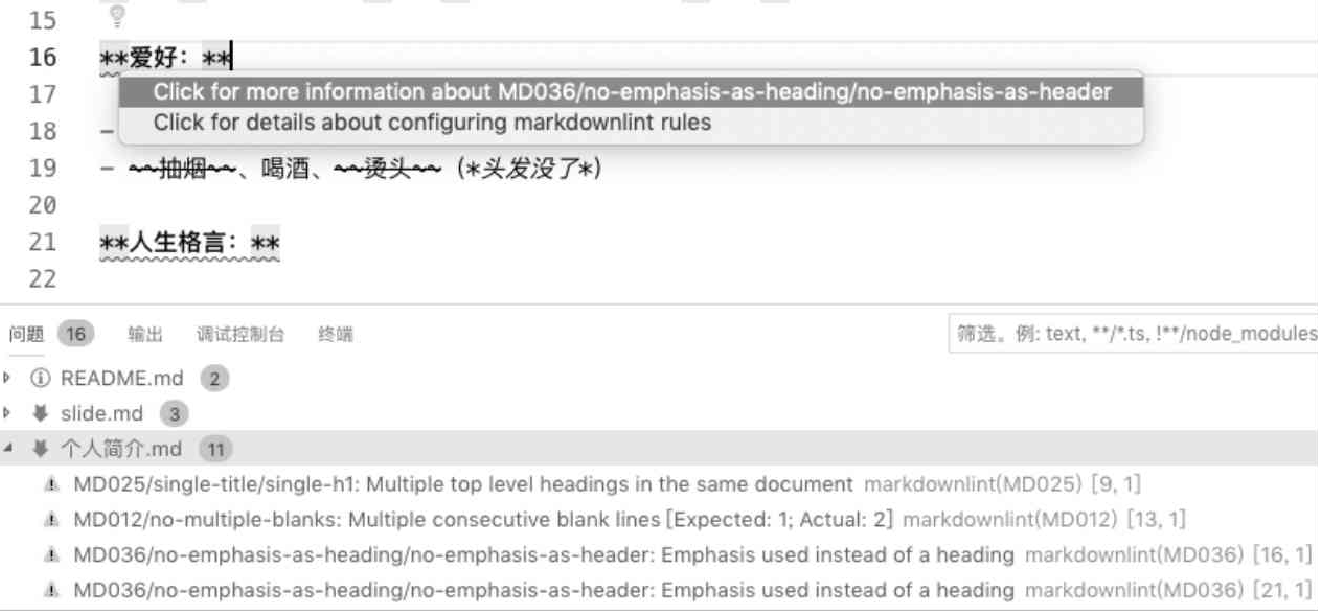 15
16 **爱好：**
Click for more information about MD036/no-emphasis-as-heading/no-emphasis-as-header
17
Click for details about configuring markdownlint rules
18 -
19 - ~~抽烟~~、喝酒、~~烫头~~（*头发没了*）
20
21 **人生格言：**
22
问题 16 输出 调试控制台 终端 筛选。例: text, **/*.ts, !**/node_modules
README.md 2
slide.md 3
个人简介.md 11
MD025/single-title/single-h1: Multiple top level headings in the same document markdownlint(MD025) [9, 1]
MD012/no-multiple-blanks: Multiple consecutive blank lines [Expected: 1; Actual: 2] markdownlint(MD012) [13, 1]
MD036/no-emphasis-as-heading/no-emphasis-as-header: Emphasis used instead of a heading markdownlint(MD036) [16, 1]
MD036/no-emphasis-as-heading/no-emphasis-as-header: Emphasis used instead of a heading markdownlint(MD036) [21, 1]